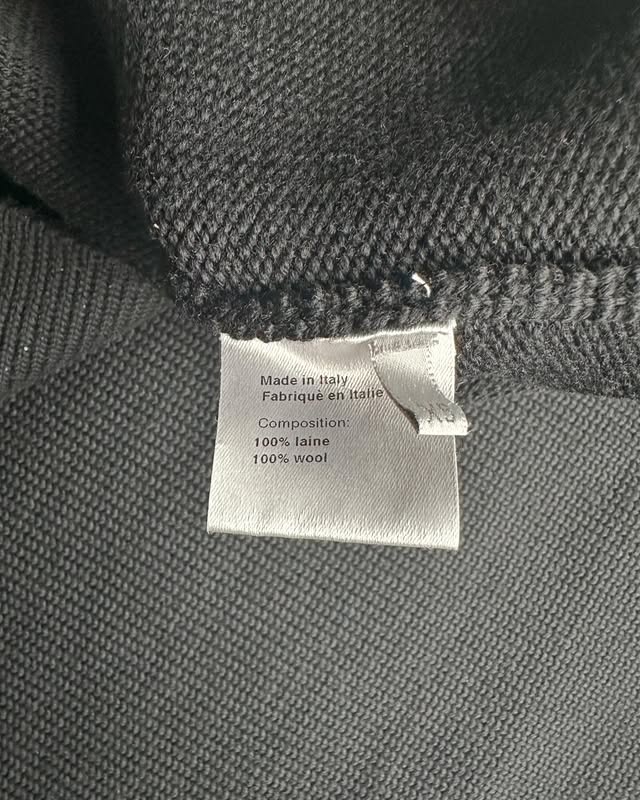 Made in Italy
Fabriquè en Italie
Composition:
100% laine
100% wool